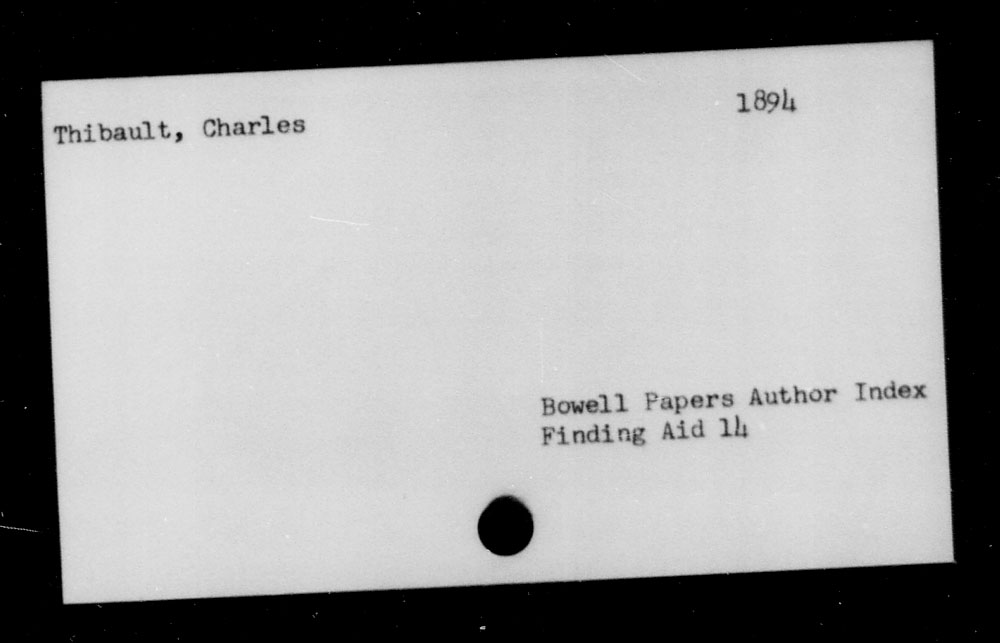 Thibault, Charles
1894
Bowell Papers Author Index
Finding Aid 14